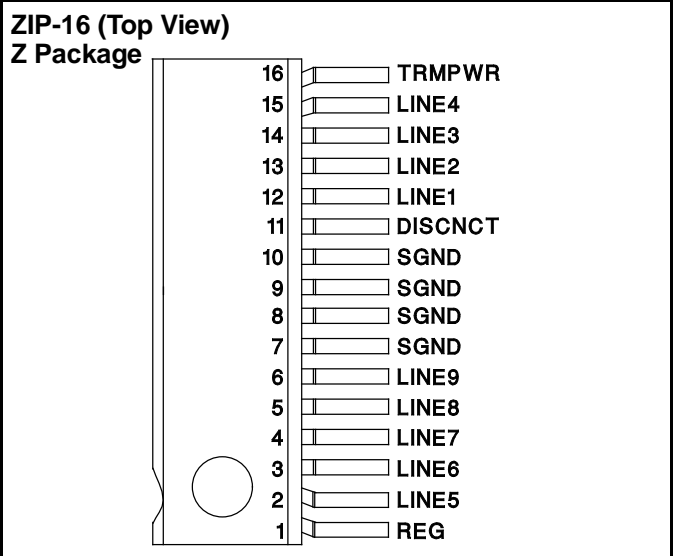 ZIP-16 (Top View)
Z Package
16 TRMPWR
15 LINE4
14 LINE3
13 LINE2
12 LINE1
11 DISCNCT
10 SGND
9 SGND
8 SGND
7 SGND
6 LINE9
5 LINE8
4 LINE7
3 LINE6
2 LINE5
1 REG